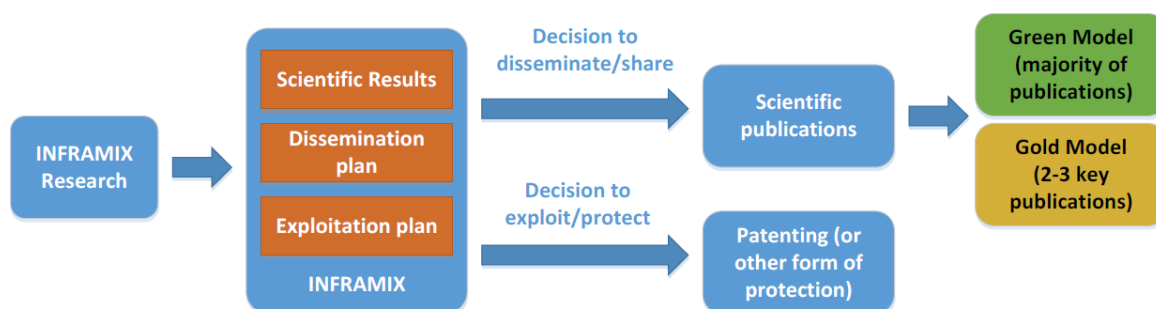 INFRAMIX
Research
Scientific Results
Dissemination
plan
Exploitation plan
INFRAMIX
Decision to
disseminate/share
Decision to
exploit/protect
Scientific
publications
Patenting (or
other form of
protection)
Green Model
(majority of
publications)
Gold Model
(2-3 key
publications)